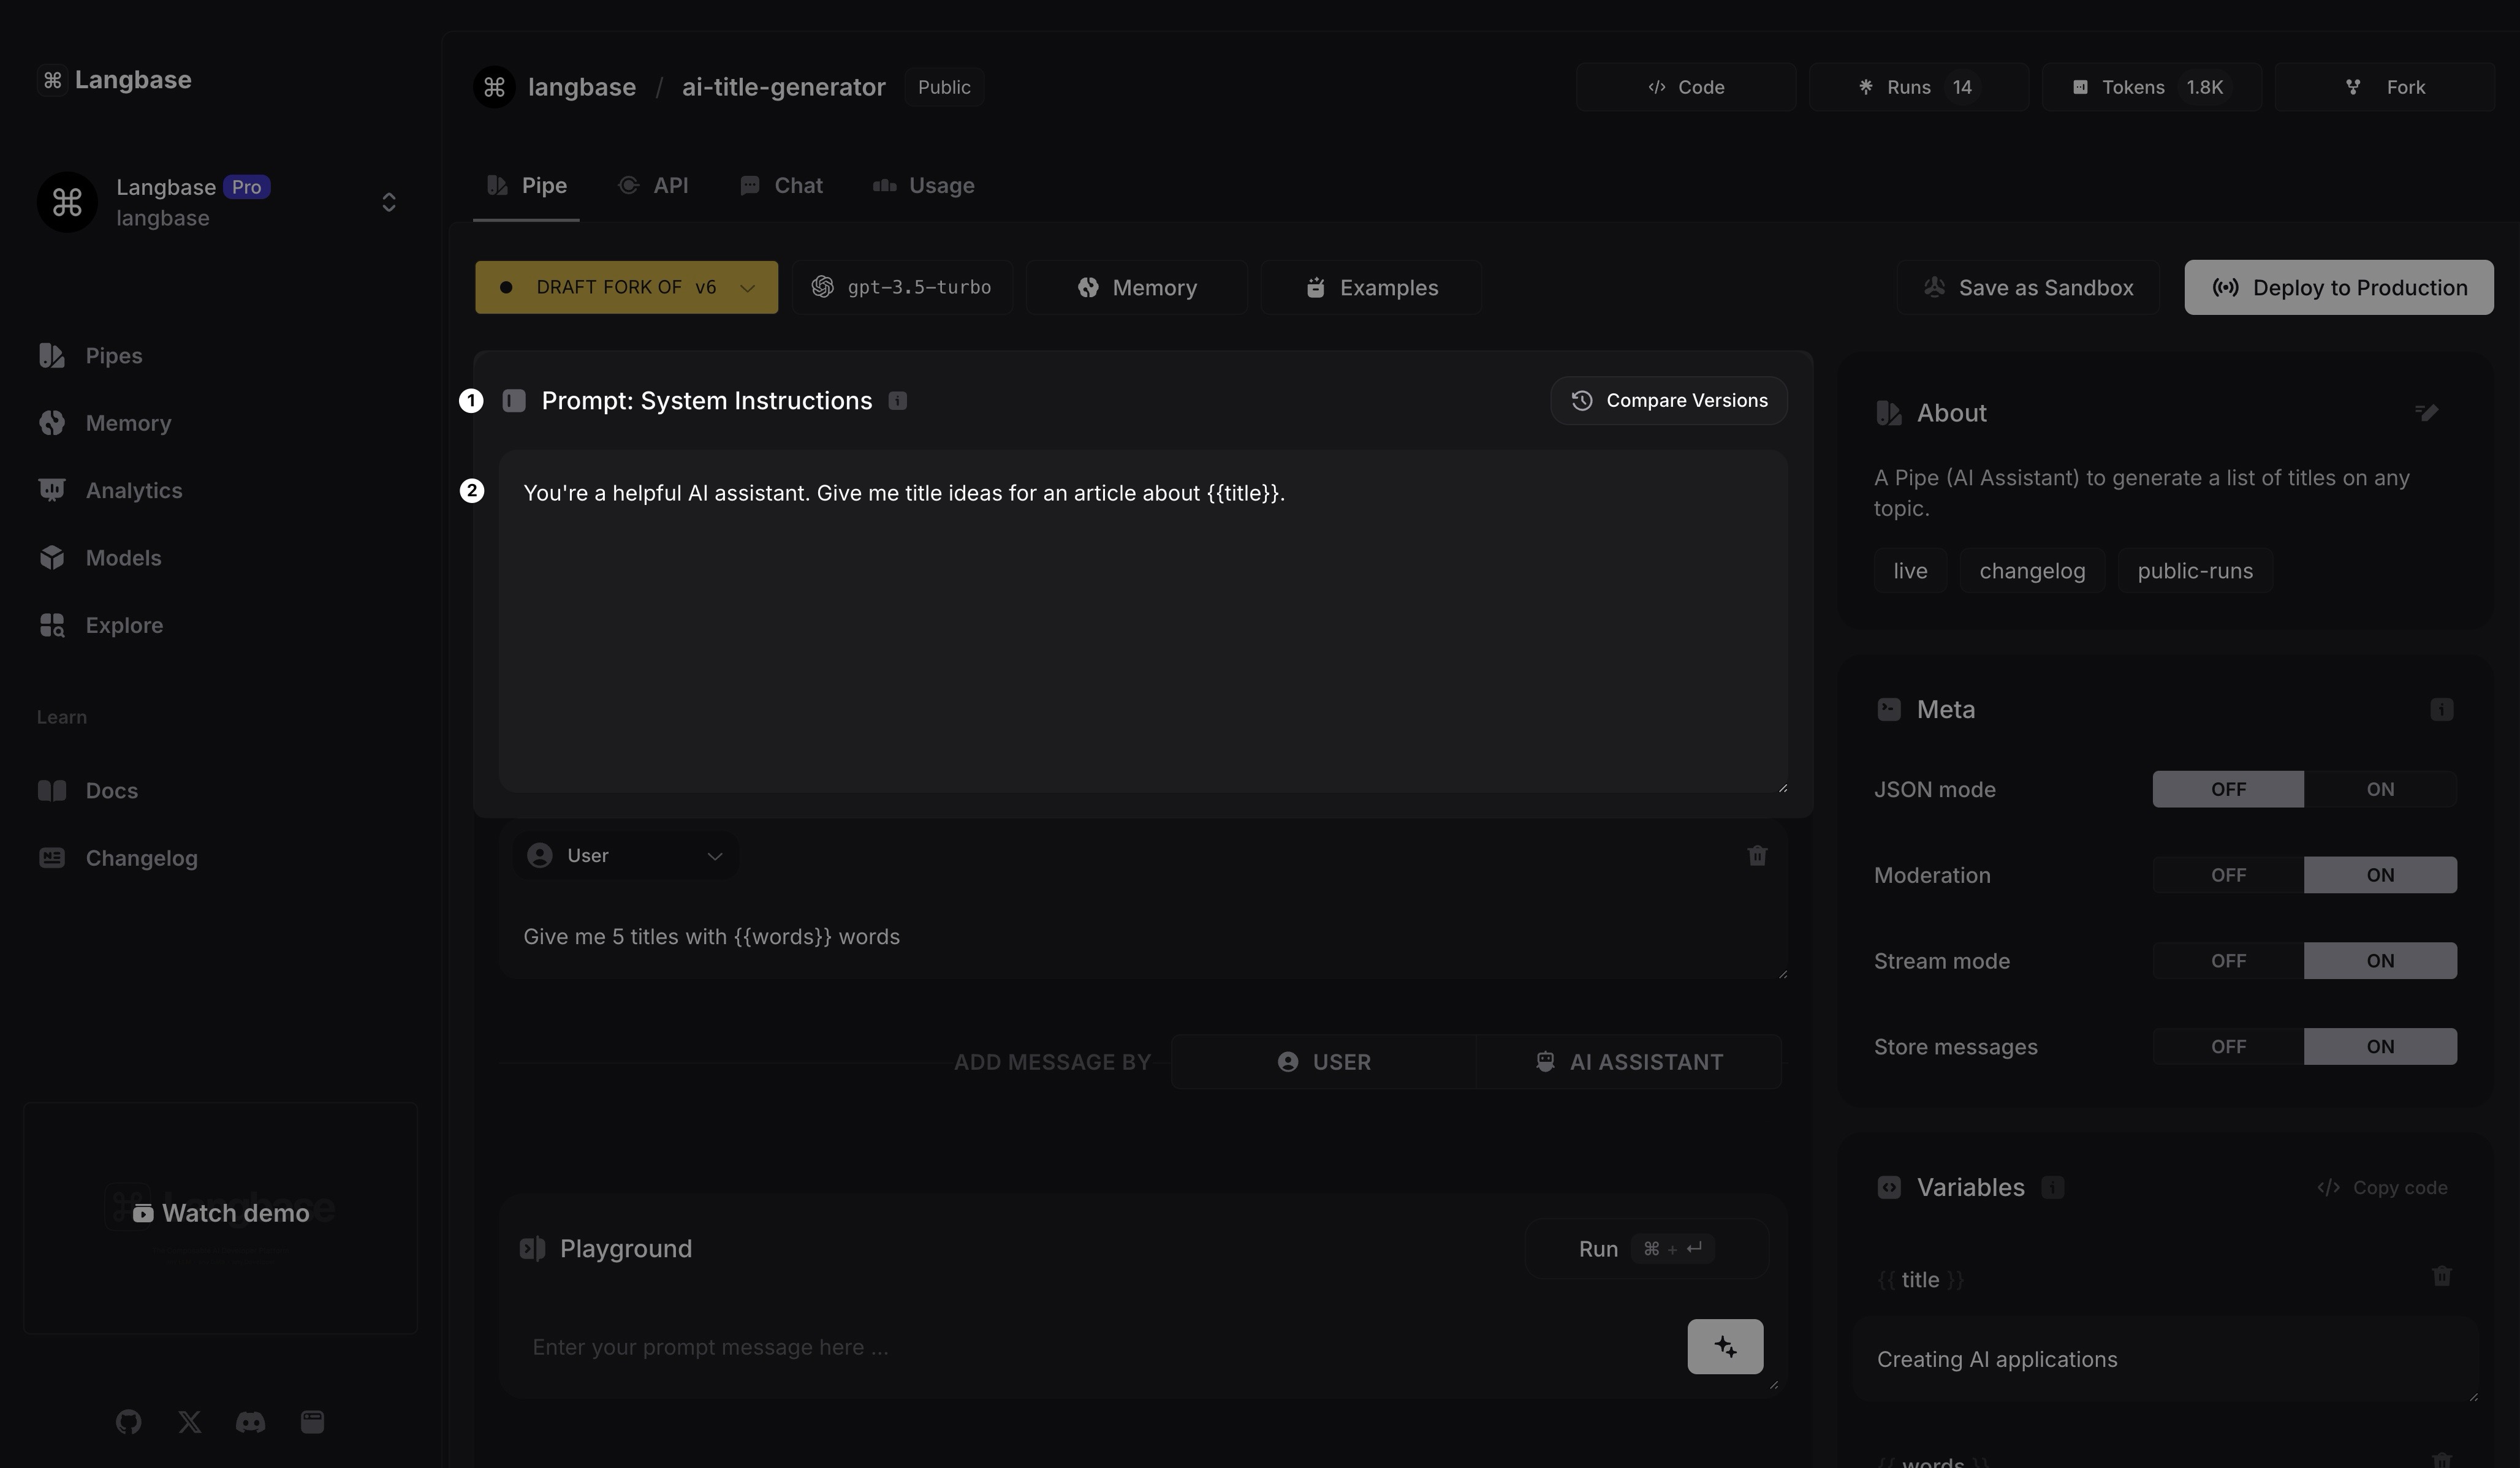 Langbase
langbase / ai-title-generator Public
Code
Runs 14
Tokens 1.8K
Fork
Langbase Pro
langbase
Pipe
API
Chat
Usage
DRAFT FORK OF v6
gpt-3.5-turbo
Memory
Examples
Save as Sandbox
Deploy to Production
Pipes
Memory
Analytics
Models
Explore
Learn
Docs
Changelog
Watch demo
1
Prompt: System Instructions
Compare Versions
2
You're a helpful AI assistant. Give me title ideas for an article about {{title}}.
User
Give me 5 titles with {{words}} words
ADD MESSAGE BY
USER
AI ASSISTANT
Playground
Run ⌘ + ↵
Enter your prompt message here ...
About
A Pipe (AI Assistant) to generate a list of titles on any
topic.
live
changelog
public-runs
Meta
JSON mode OFF ON
Moderation OFF ON
Stream mode OFF ON
Store messages OFF ON
Variables
Copy code
{{ title }}
Creating AI applications
{{ words }}